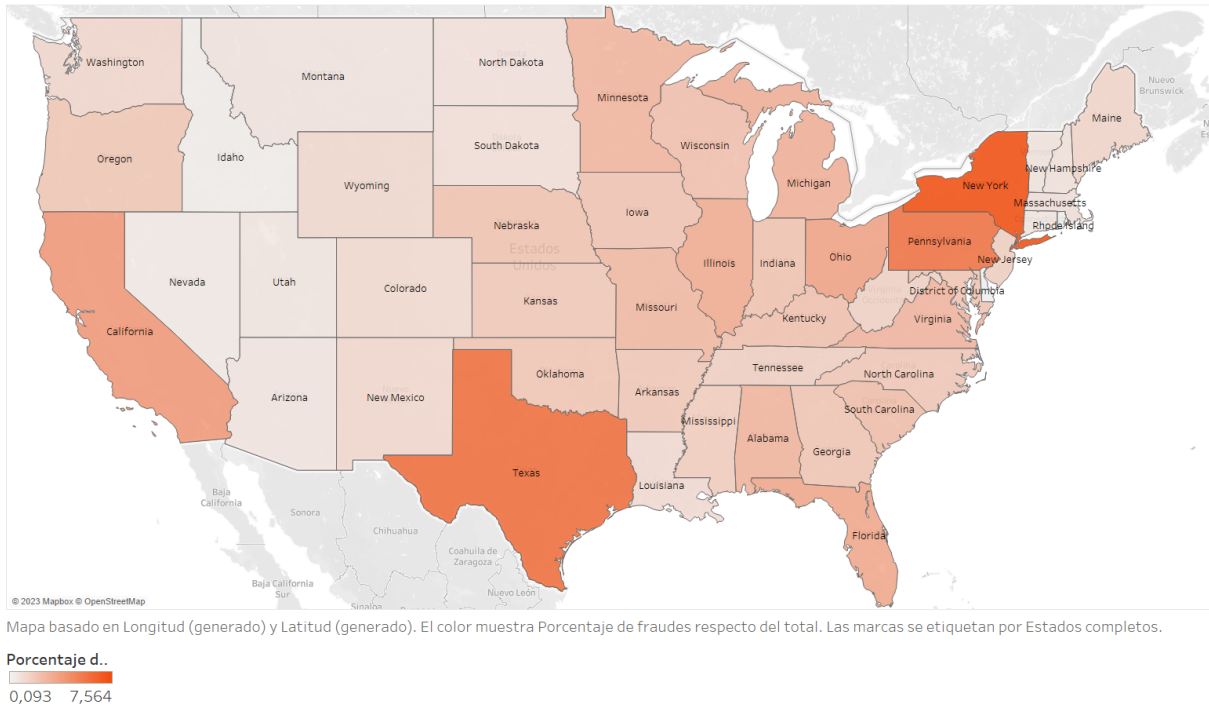 Washington
Montana
North Dakota
Minnesota
Maine
Nuevo
Brunswick
Oregon
Idaho
South Dakota
Wisconsin
Michigan
New York
New Hampshire
Wyoming
Massachusetts
Rhode Island
Iowa
Nebraska
Estados
Unidos
Pennsylvania
New Jersey
Nevada
Utah
Colorado
Illinois
Indiana
Ohio
District of Columbia
Kansas
Missouri
Kentucky
Virginia
California
Arizona
New Mexico
Oklahoma
Arkansas
Tennessee
North Carolina
South Carolina
Mississippi
Alabama
Georgia
Texas
Louisiana
Florida
Baja
California
Sonora
Chihuahua
Coahuila de
Zaragoza
Baja California
Sur
Nuevo León
Sinaloa
© 2023 Mapbox © OpenStreetMap
Mapa basado en Longitud (generado) y Latitud (generado). El color muestra Porcentaje de fraudes respecto del total. Las marcas se etiquetan por Estados completos.
Porcentaje d..
0,093 7,564